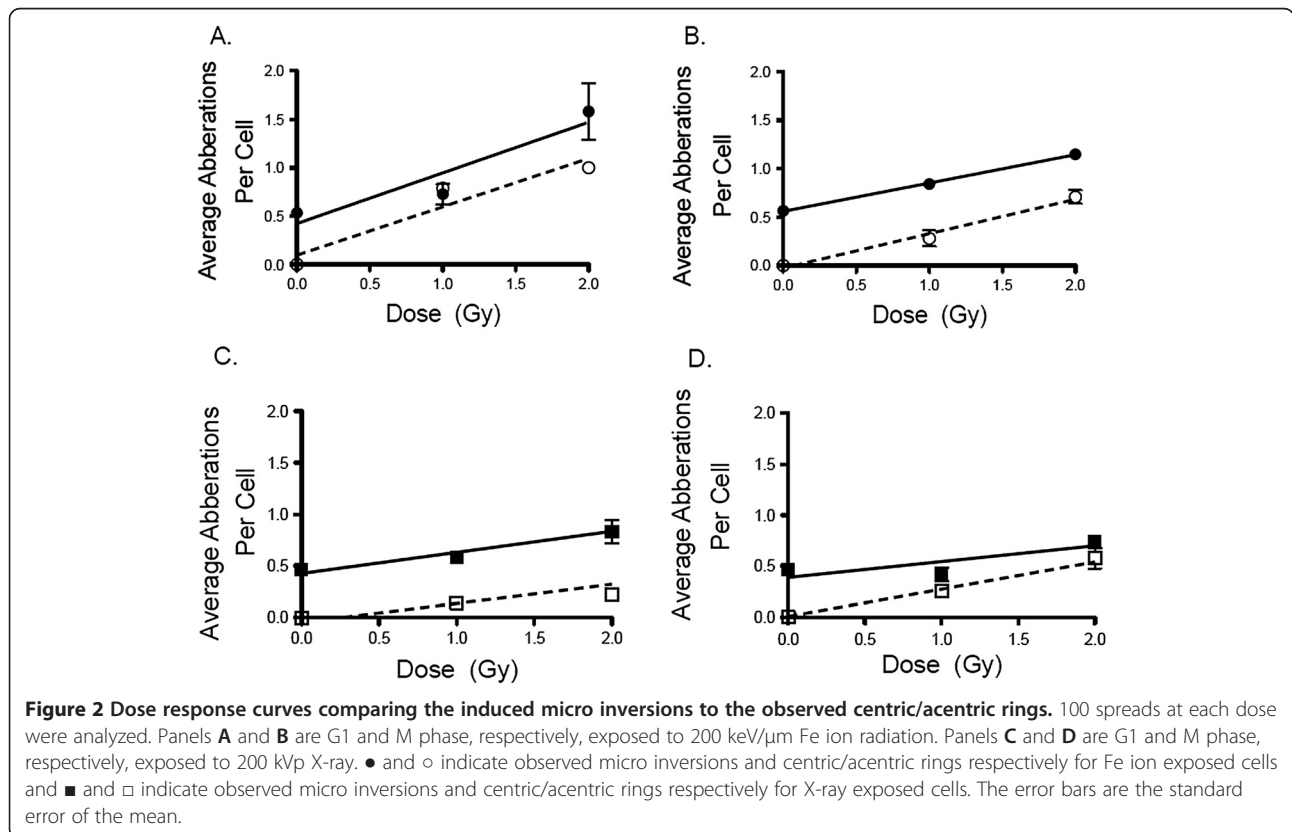 A.
Average Abberations
Per Cell
2.0
1.5
1.0
0.5
0.0
0.0 0.5 1.0 1.5 2.0
Dose (Gy)
B.
Average Abberations
Per Cell
2.0
1.5
1.0
0.5
0.0
0.0 0.5 1.0 1.5 2.0
Dose (Gy)
C.
Average Abberations
Per Cell
2.0
1.5
1.0
0.5
0.0
0.0 0.5 1.0 1.5 2.0
Dose (Gy)
D.
Average Abberations
Per Cell
2.0
1.5
1.0
0.5
0.0
0.0 0.5 1.0 1.5 2.0
Dose (Gy)
Figure 2 Dose response curves comparing the induced micro inversions to the observed centric/acentric rings. 100 spreads at each dose
were analyzed. Panels A and B are G1 and M phase, respectively, exposed to 200 keV/μm Fe ion radiation. Panels C and D are G1 and M phase,
respectively, exposed to 200 kVp X-ray. ● and ○ indicate observed micro inversions and centric/acentric rings respectively for Fe ion exposed cells
and ■ and □ indicate observed micro inversions and centric/acentric rings respectively for X-ray exposed cells. The error bars are the standard
error of the mean.